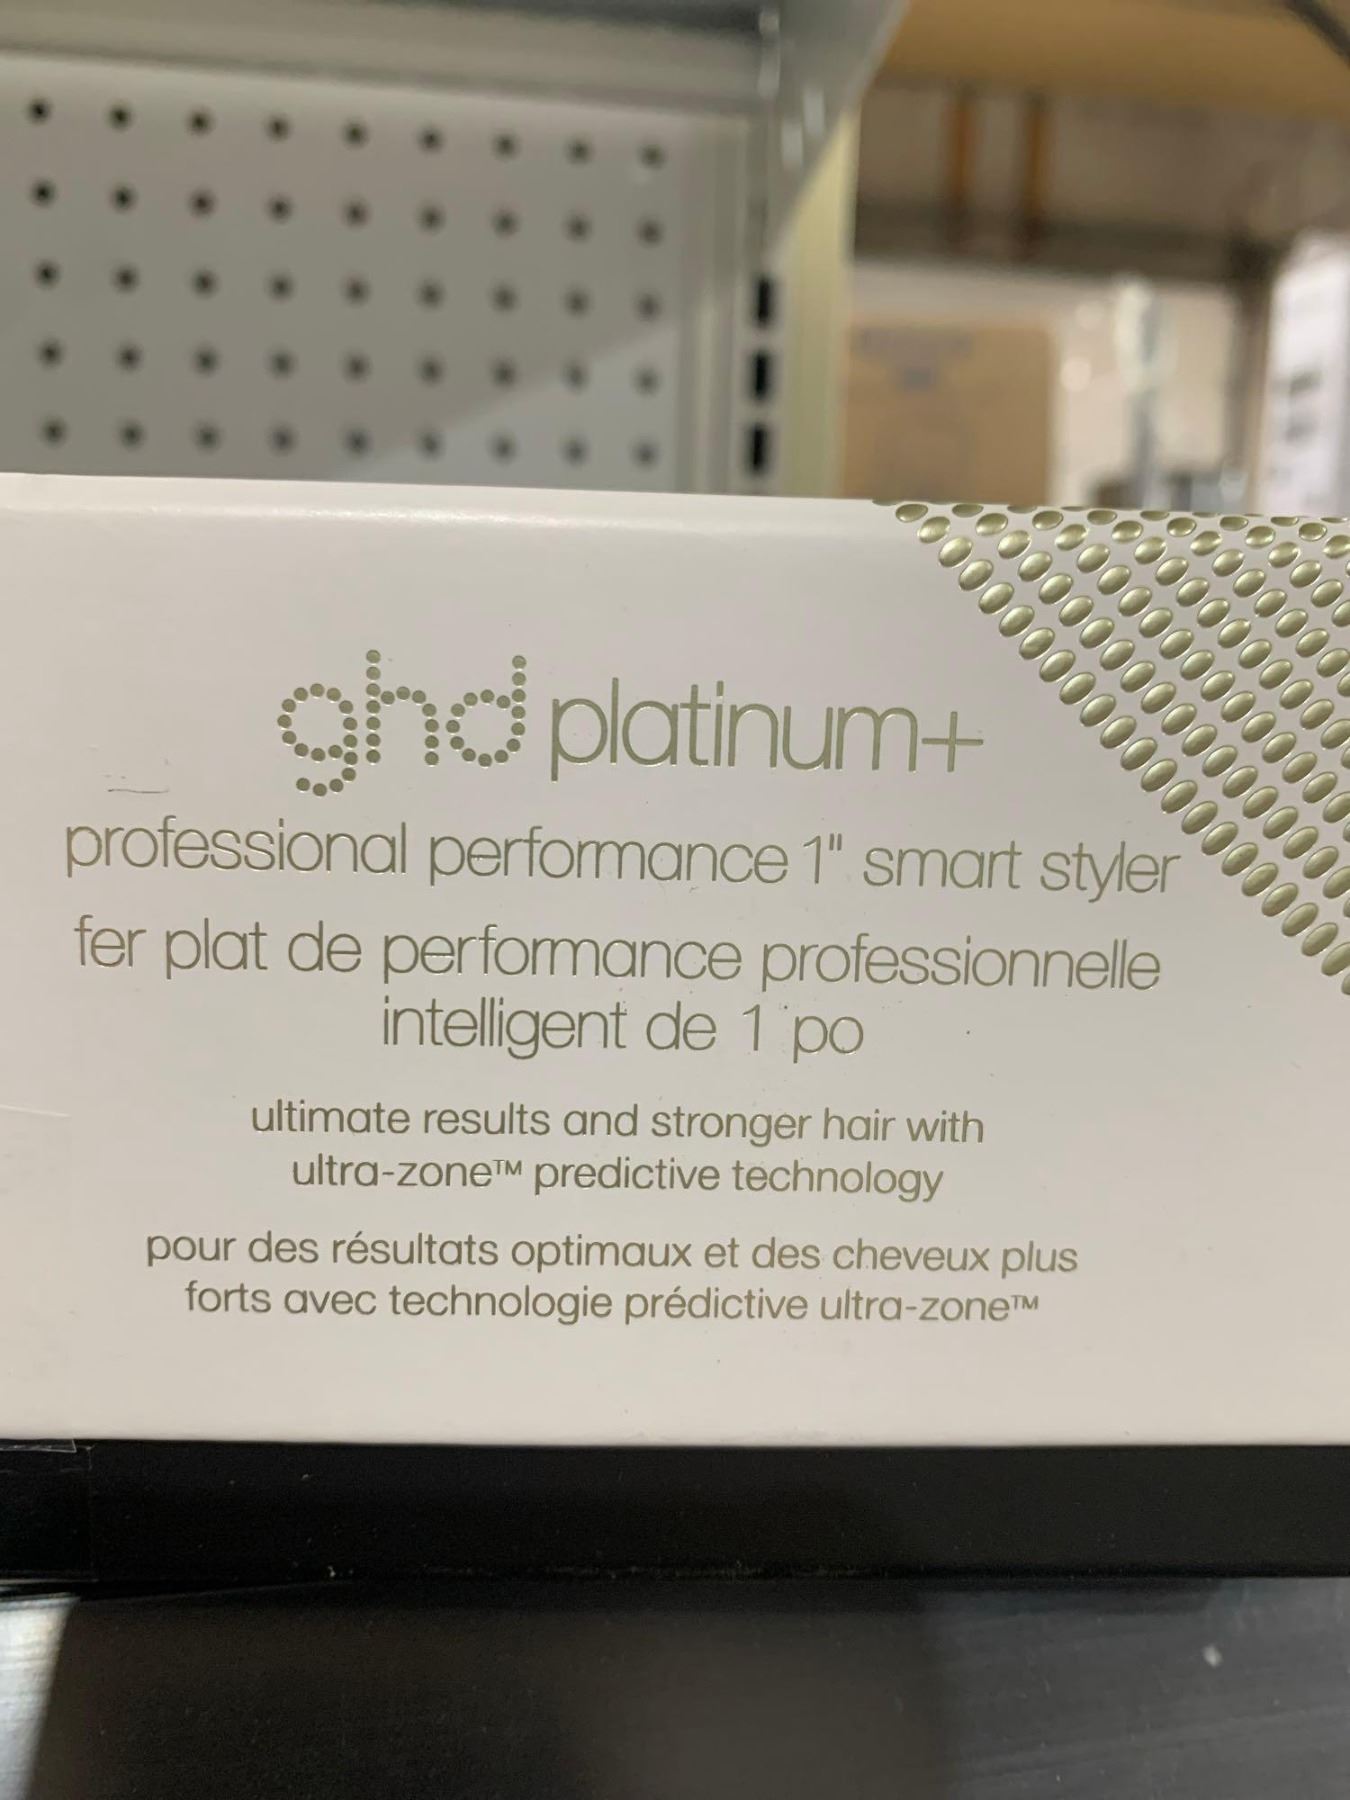 ghd platinum+
professional performance 1" smart styler
fer plat de performance professionnelle
intelligent de 1 po
ultimate results and stronger hair with
ultra-zone™ predictive technology
pour des résultats optimaux et des cheveux plus
forts avec technologie prédictive ultra-zone™